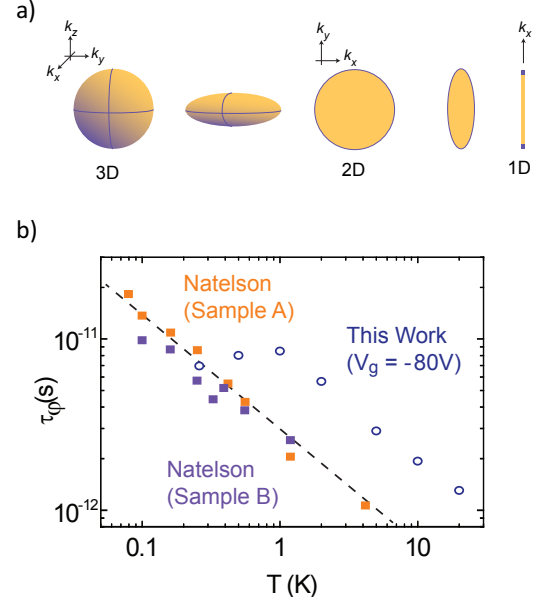 a)
k_z
k_y
k_x
k_y
k_x
k_x
3D
2D
1D
b)
Natelson
(Sample A)
This Work
(V_g = -80V)
Natelson
(Sample B)
10^-11
10^-12
τ_φ(s)
0.1
1
10
T (K)